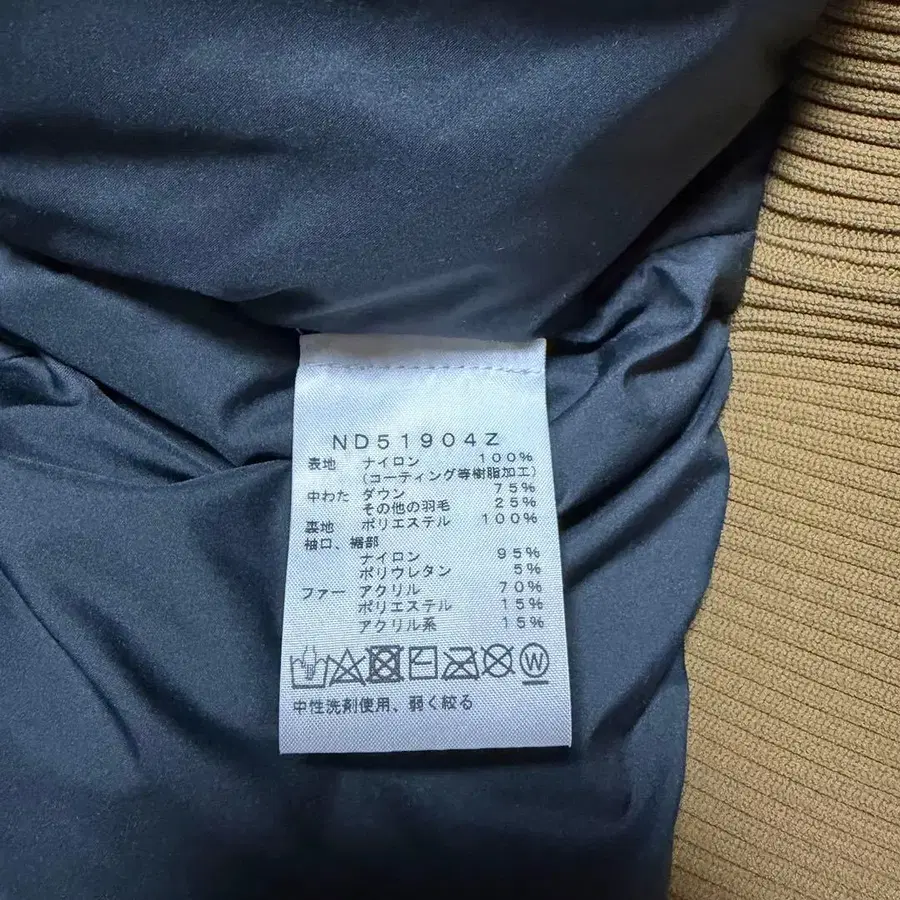 ND51904Z
表地 ナイロン 100%
(コーティング等樹脂加工)
中わた ダウン 75%
その他の羽毛 25%
裏地 ポリエステル 100%
袖口、裾部
ナイロン 95%
ポリウレタン 5%
ファー アクリル 70%
ポリエステル 15%
アクリル系 15%
W
中性洗剤使用、弱く絞る